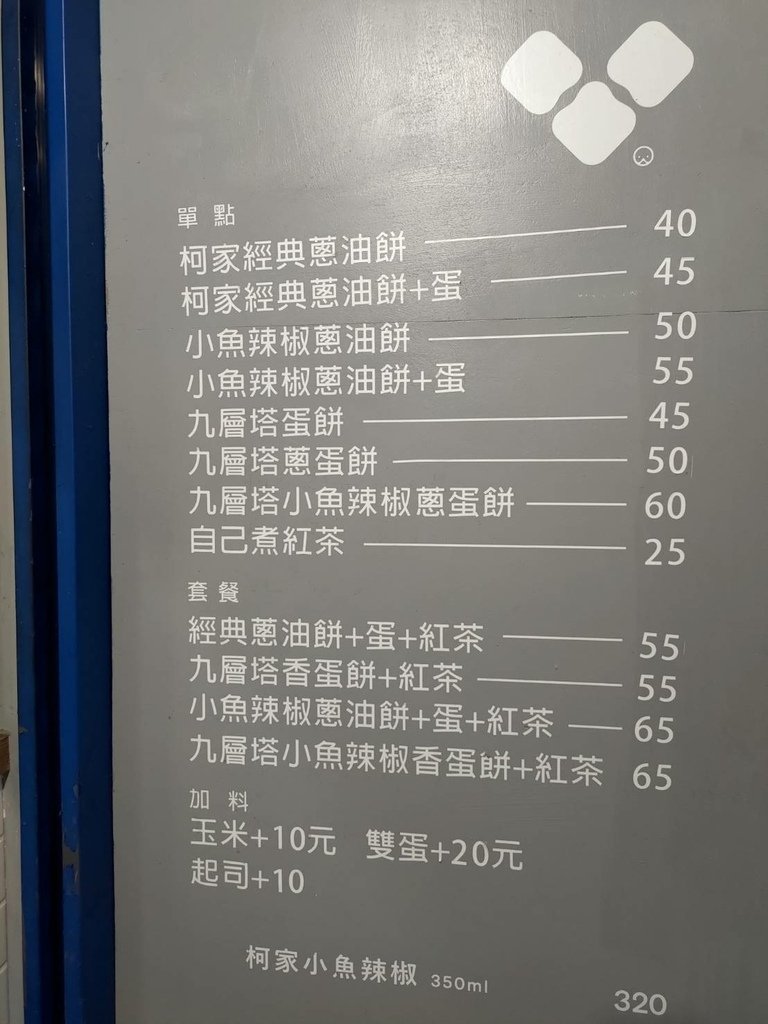 單點
柯家經典蔥油餅 40
柯家經典蔥油餅+蛋 45
小魚辣椒蔥油餅 50
小魚辣椒蔥油餅+蛋 55
九層塔蛋餅 45
九層塔蔥蛋餅 50
九層塔小魚辣椒蔥蛋餅 60
自己煮紅茶 25
套餐
經典蔥油餅+蛋+紅茶 55
九層塔香蛋餅+紅茶 55
小魚辣椒蔥油餅+蛋+紅茶 65
九層塔小魚辣椒香蛋餅+紅茶 65
加料
玉米+10元 雙蛋+20元
起司+10
柯家小魚辣椒 350ml 320